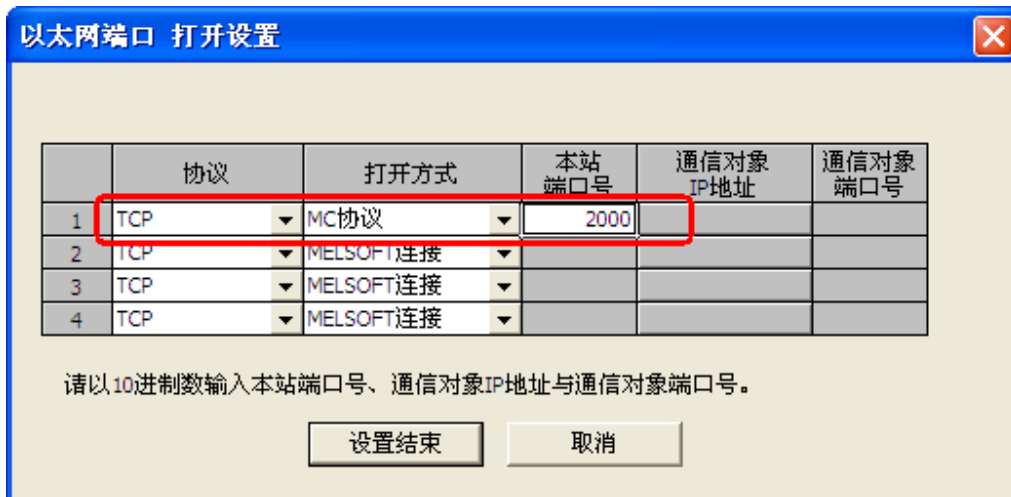 以太网端口 打开设置
协议 打开方式 本站 端口号 通信对象 IP地址 通信对象 端口号
1 TCP MC协议 2000
2 TCP MELSOFT连接
3 TCP MELSOFT连接
4 TCP MELSOFT连接
请以10进制数输入本站端口号、通信对象IP地址与通信对象端口号。
设置结束 取消